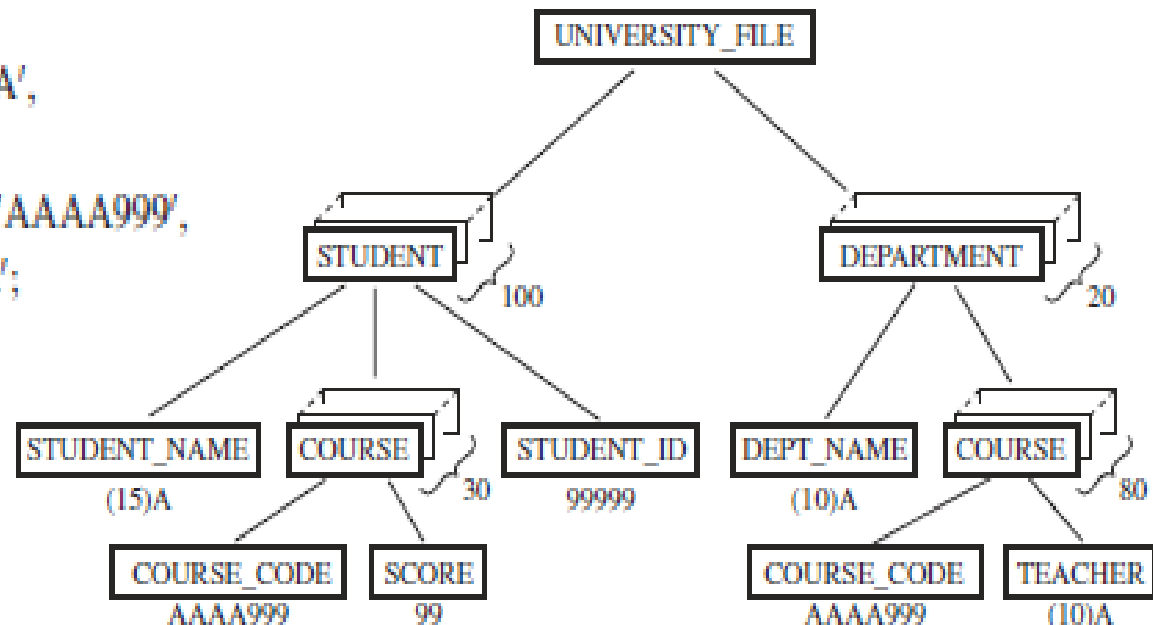 UNIVERSITY_FILE
A',
'AAAA999',
';
STUDENT
100
DEPARTMENT
20
STUDENT_NAME
(15)A
COURSE
30
STUDENT_ID
99999
DEPT_NAME
(10)A
COURSE
80
COURSE_CODE
AAAA999
SCORE
99
COURSE_CODE
AAAA999
TEACHER
(10)A